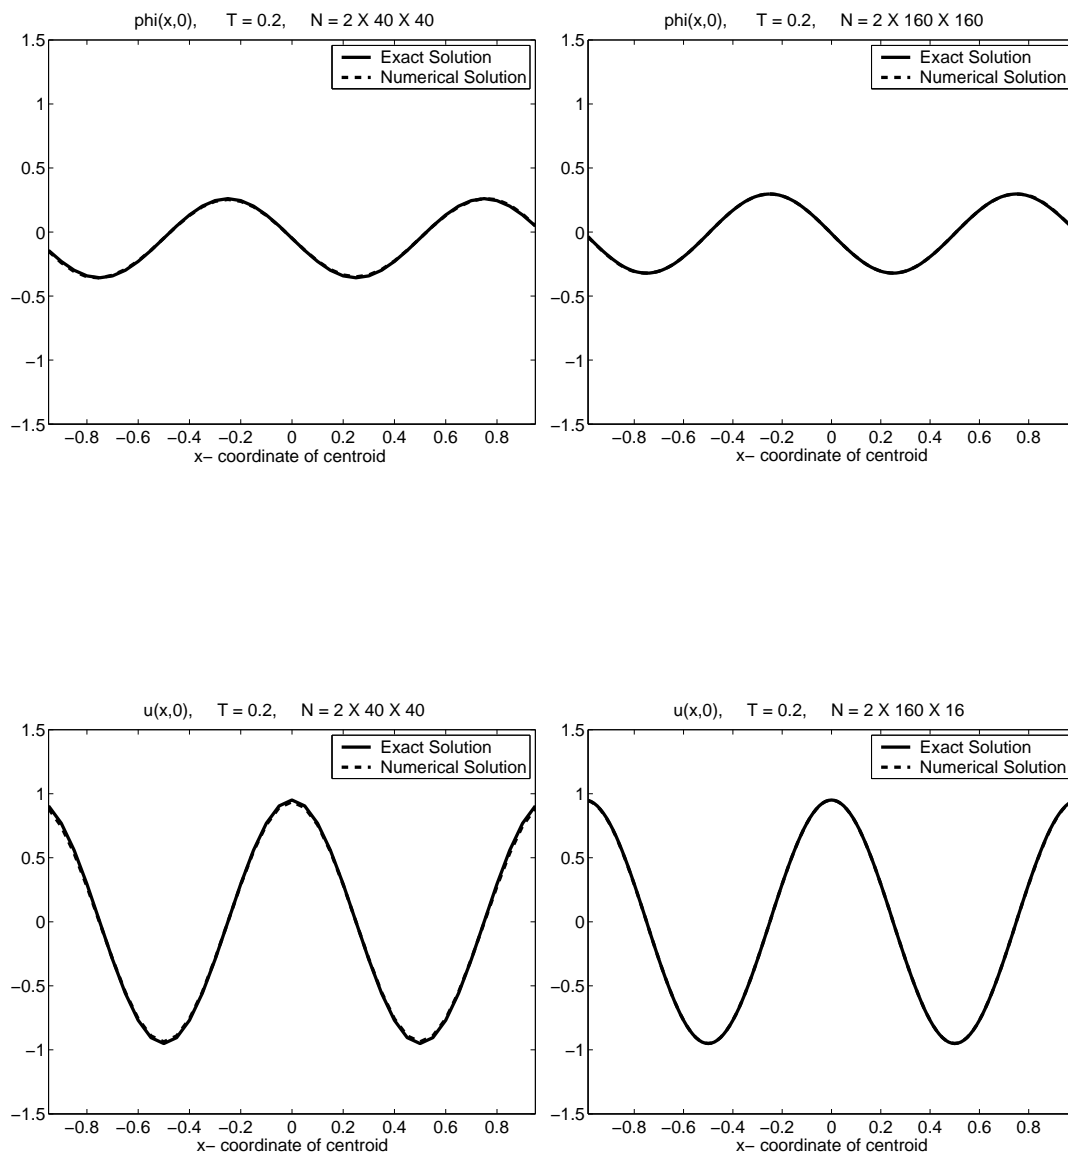 phi(x,0), T = 0.2, N = 2 X 40 X 40
1.5
1
0.5
0
−0.5
−1
−1.5
Exact Solution
Numerical Solution
−0.8 −0.6 −0.4 −0.2 0 0.2 0.4 0.6 0.8
x− coordinate of centroid
phi(x,0), T = 0.2, N = 2 X 160 X 160
1.5
1
0.5
0
−0.5
−1
−1.5
Exact Solution
Numerical Solution
−0.8 −0.6 −0.4 −0.2 0 0.2 0.4 0.6 0.8
x− coordinate of centroid
u(x,0), T = 0.2, N = 2 X 40 X 40
1.5
1
0.5
0
−0.5
−1
−1.5
Exact Solution
Numerical Solution
−0.8 −0.6 −0.4 −0.2 0 0.2 0.4 0.6 0.8
x− coordinate of centroid
u(x,0), T = 0.2, N = 2 X 160 X 16
1.5
1
0.5
0
−0.5
−1
−1.5
Exact Solution
Numerical Solution
−0.8 −0.6 −0.4 −0.2 0 0.2 0.4 0.6 0.8
x− coordinate of centroid